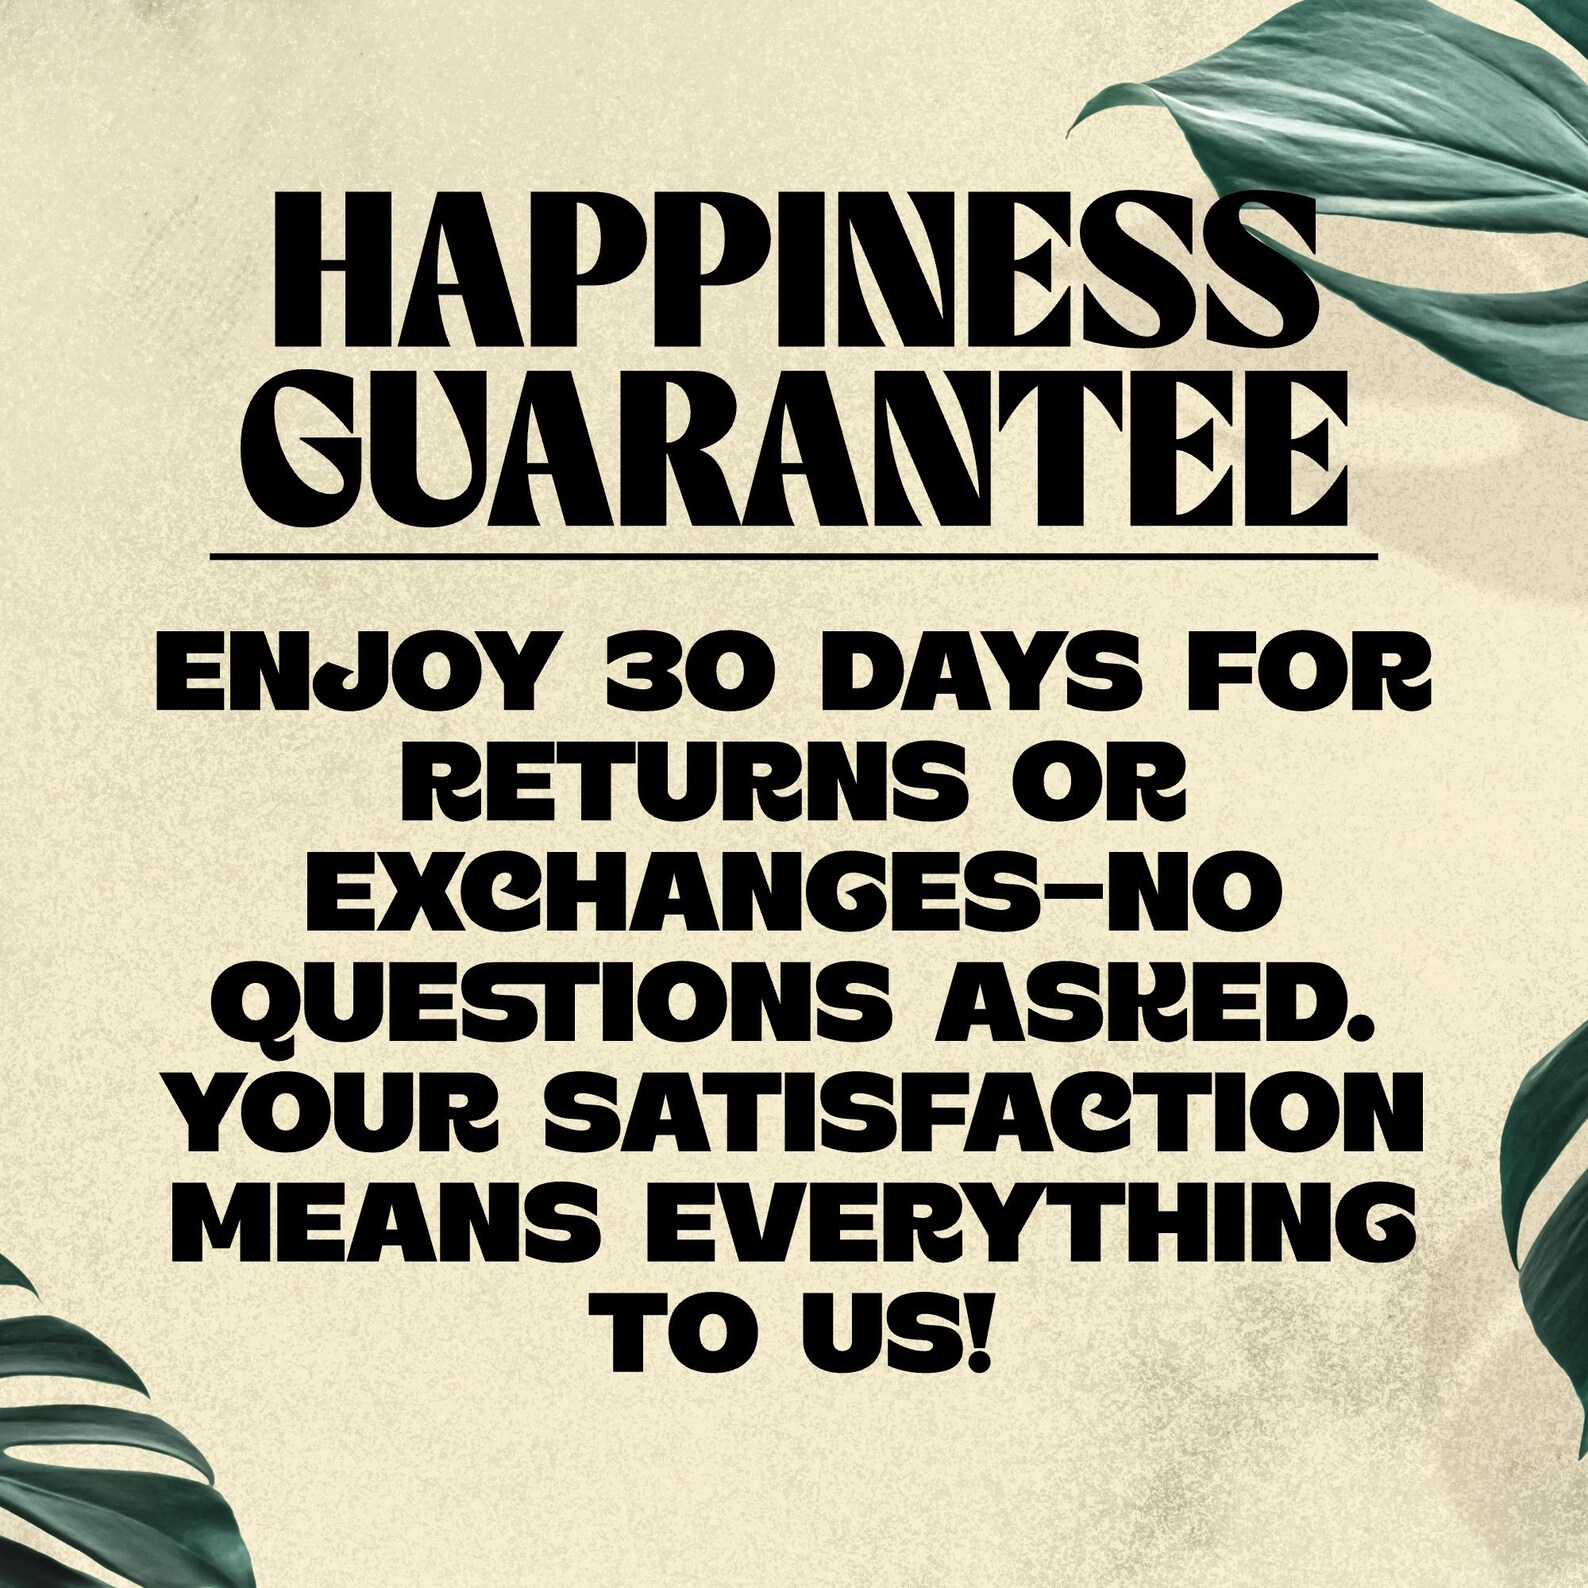 HAPPINESS
GUARANTEE
ENJOY 30 DAYS FOR
RETURNS OR
EXCHANGES—NO
QUESTIONS ASKED.
YOUR SATISFACTION
MEANS EVERYTHING
TO US!